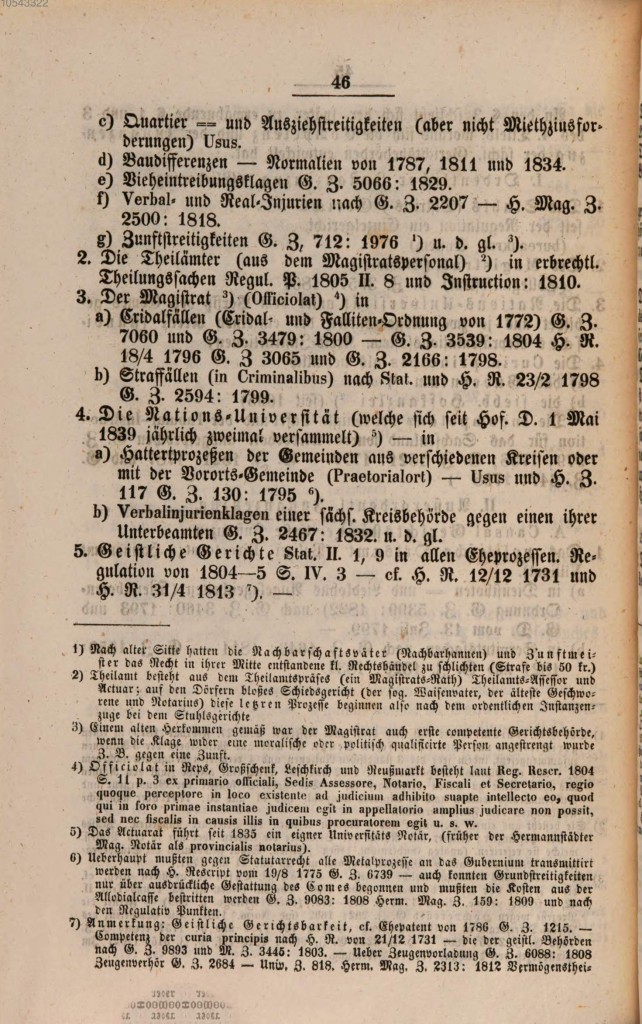 10543322
46
c) Quartier == und Ausziehstreitigkeiten (aber nicht Miethzinsfor-
derungen) Usus.
d) Baudifferenzen — Normalien von 1787, 1811 und 1834.
e) Vieheintreibungsklagen G. Z. 5066: 1829.
f) Verbal- und Real-Injurien nach G. Z. 2207 — H. Mag. Z.
2500: 1818.
g) Zunftstreitigkeiten G. Z, 712: 1976 ¹) u. d. gl. ³).
2. Die Theilämter (aus dem Magistratspersonal) ²) in erbrechtl.
Theilungssachen Regul. P. 1805 II. 8 und Instruction: 1810.
3. Der Magistrat ³) (Officiolat) ⁴) in
a) Cridalfällen (Cridal- und Falliten-Ordnung von 1772) G. Z.
7060 und G. Z. 3479: 1800 — G. Z. 3539: 1804 H. R.
18/4 1796 G. Z 3065 und G. Z. 2166: 1798.
b) Straffällen (in Criminalibus) nach Stat. und H. R. 23/2 1798
G. Z. 2594: 1799.
4. Die Nations-Universität (welche sich seit Hof. D. 1 Mai
1839 jährlich zweimal versammelt) ⁵) — in
a) Hattertprozeßen der Gemeinden aus verschiedenen Kreisen oder
mit der Vororts-Gemeinde (Praetorialort) — Usus und H. Z.
117 G. Z. 130: 1795 ⁶).
b) Verbalinjurienklagen einer sächs. Kreisbehörde gegen einen ihrer
Unterbeamten G. Z. 2467: 1832. u. d. gl.
5. Geistliche Gerichte Stat. II. 1, 9 in allen Eheprozessen. Re-
gulation von 1804—5 S. IV. 3 — cf. H. R. 12/12 1731 und
H. R. 31/4 1813 ⁷). —
1) Nach alter Sitte hatten die Nachbarschaftsväter (Nachbarhannen) und Zunftmei-
ster das Recht in ihrer Mitte entstandene kl. Rechtshändel zu schlichten (Strafe bis 50 kr.)
2) Theilamt besteht aus dem Theilamtspräses (ein Magistrats-Rath) Theilamts-Assessor und
Actuar; auf den Dörfern bloßes Schiedsgericht (der sog. Waisenvater, der älteste Geschwo-
rene und Notarius) diese letzren Prozesse beginnen also nach dem ordentlichen Instanzen-
zuge bei dem Stuhlsgerichte
3) Einem alten Herkommen gemäß war der Magistrat auch erste competente Gerichtsbehörde,
wenn die Klage wider eine moralische oder politisch qualificirte Person angestrengt wurde
Z. B. gegen eine Zunft.
4) Officiolat in Reps, Großschenk, Leschkirch und Reußmarkt besteht laut Reg. Rescr. 1804
S. 11 p. 3 ex primario officiali, Sedis Assessore, Notario, Fiscali et Secretario, regio
quoque perceptore in loco existente ad judicium adhibito suapte intellecto eo, quod
qui in foro primae instantiae judicem egit in appellatorio amplius judicare non possit,
sed nec fiscalis in causis illis in quibus procuratorem egit u. s. w.
5) Das Actuarat führt seit 1835 ein eigner Universitäts Notär, (früher der Hermannstädter
Mag. Notär als provincialis notarius).
6) Ueberhaupt mußten gegen Statutarrecht alle Metalprozesse an das Gubernium transmittirt
werden nach H. Rescript vom 19/8 1775 G. Z. 6739 — auch konnten Grundstreitigkeiten
nur über ausdrückliche Gestattung des Comes begonnen und mußten die Kosten aus der
Allodialcasse bestritten werden G. Z. 9083: 1808 Herm. Mag. Z. 159: 1809 und nach
den Regulativ Punkten.
7) Anmerkung: Geistliche Gerichtsbarkeit, cf. Ehepatent von 1786 G. Z. 1215. —
Competenz der curia principis nach H. R. von 21/12 1731 — die der geistl. Behörden
nach G. Z. 9893 und M. Z. 3445: 1803. — Ueber Zeugenvorladung G. Z. 6088: 1808
Zeugenverhör G. Z. 2684 — Univ. Z. 818. Herm. Mag. Z. 2313: 1812 Vermögensthei-